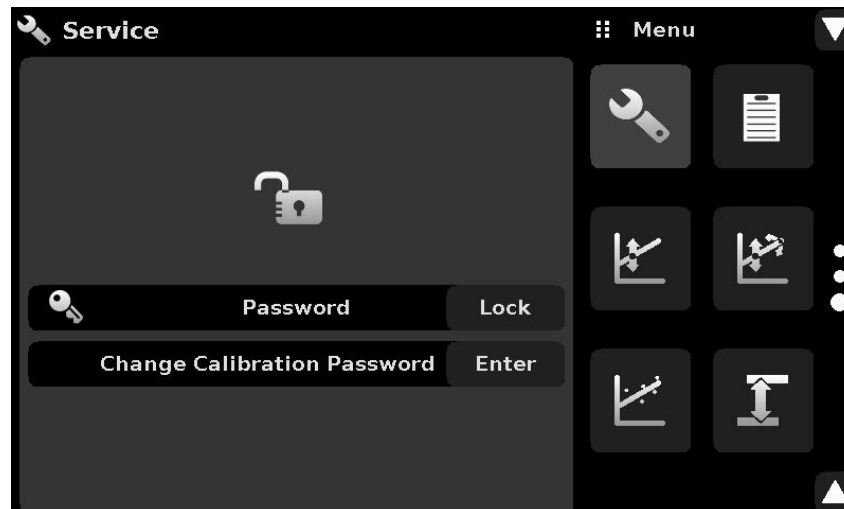 Service
Menu
Password
Lock
Change Calibration Password
Enter